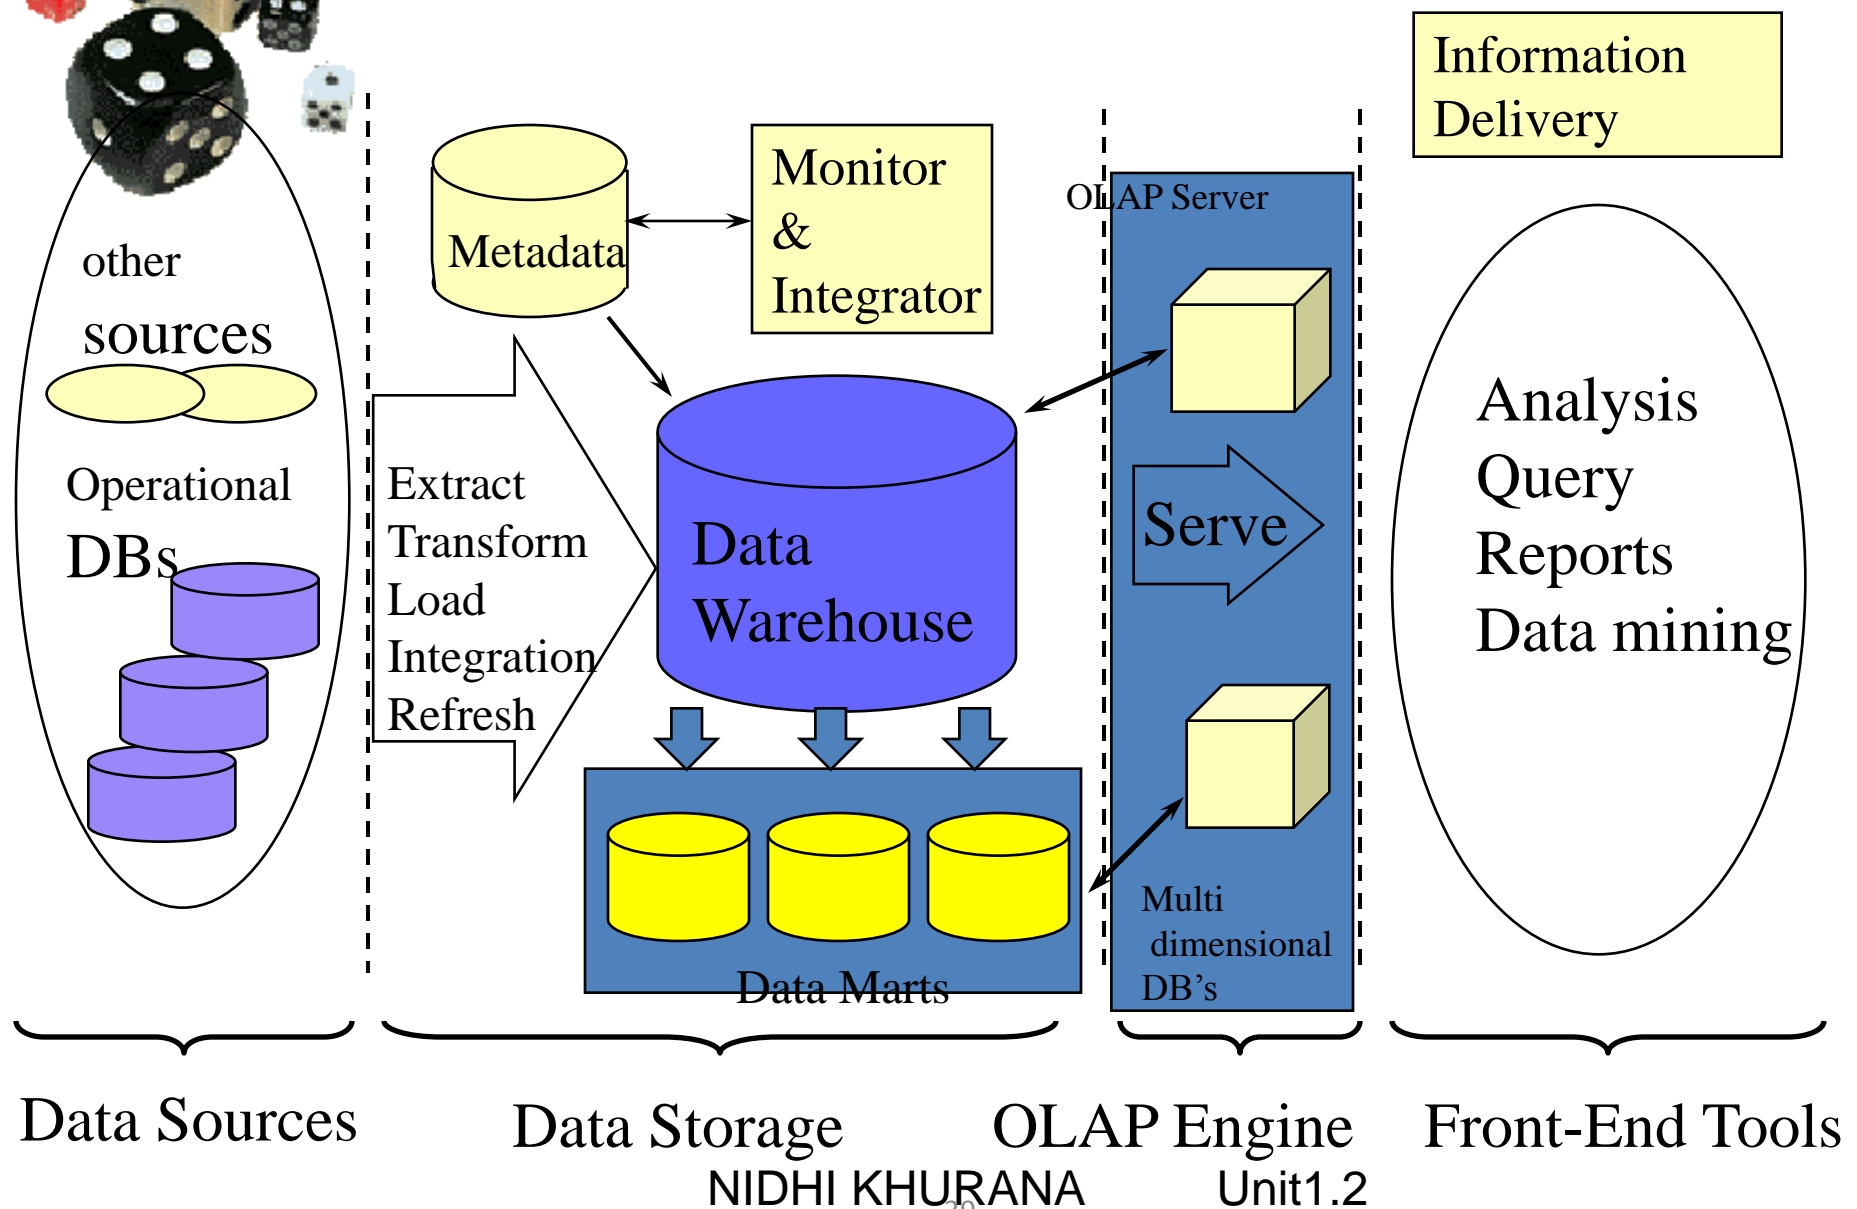 other
sources
Operational
DBs
Extract
Transform
Load
Integration
Refresh
Metadata
Monitor
&
Integrator
Data
Warehouse
Data Marts
OLAP Server
Serve
Multi
dimensional
DB's
Information
Delivery
Analysis
Query
Reports
Data mining
Data Sources
Data Storage
OLAP Engine
Front-End Tools
NIDHI KHURANA
Unit1.2